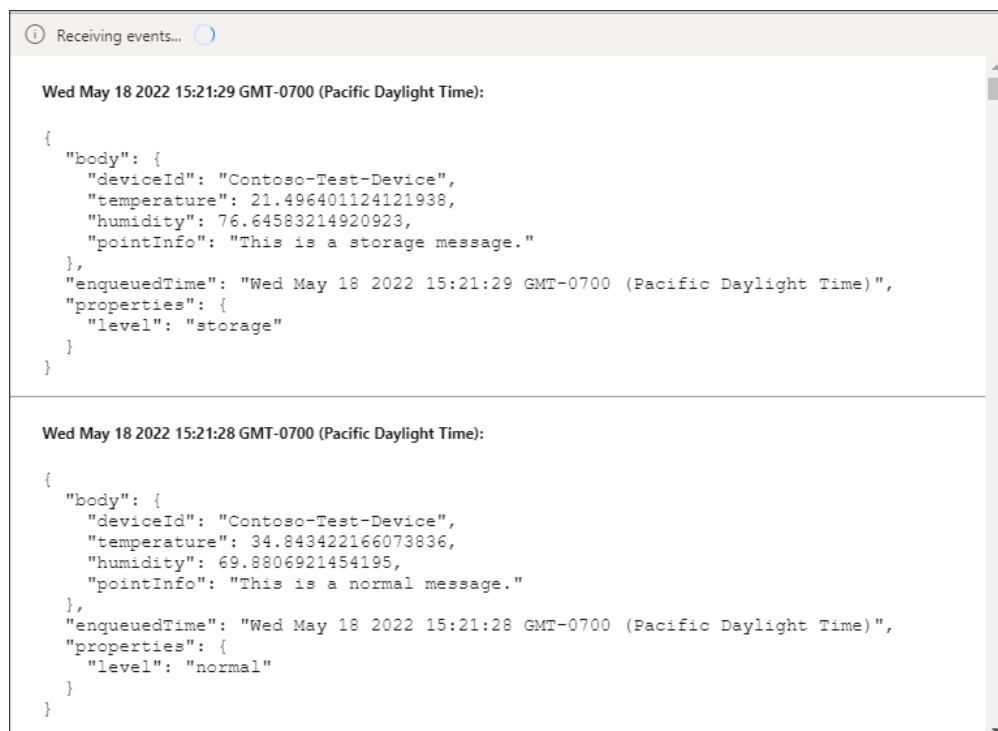 Receiving events...
Wed May 18 2022 15:21:29 GMT-0700 (Pacific Daylight Time):
{
  "body": {
    "deviceId": "Contoso-Test-Device",
    "temperature": 21.496401124121938,
    "humidity": 76.64583214920923,
    "pointInfo": "This is a storage message."
  },
  "enqueuedTime": "Wed May 18 2022 15:21:29 GMT-0700 (Pacific Daylight Time)",
  "properties": {
    "level": "storage"
  }
}
Wed May 18 2022 15:21:28 GMT-0700 (Pacific Daylight Time):
{
  "body": {
    "deviceId": "Contoso-Test-Device",
    "temperature": 34.843422166073836,
    "humidity": 69.8806921454195,
    "pointInfo": "This is a normal message."
  },
  "enqueuedTime": "Wed May 18 2022 15:21:28 GMT-0700 (Pacific Daylight Time)",
  "properties": {
    "level": "normal"
  }
}